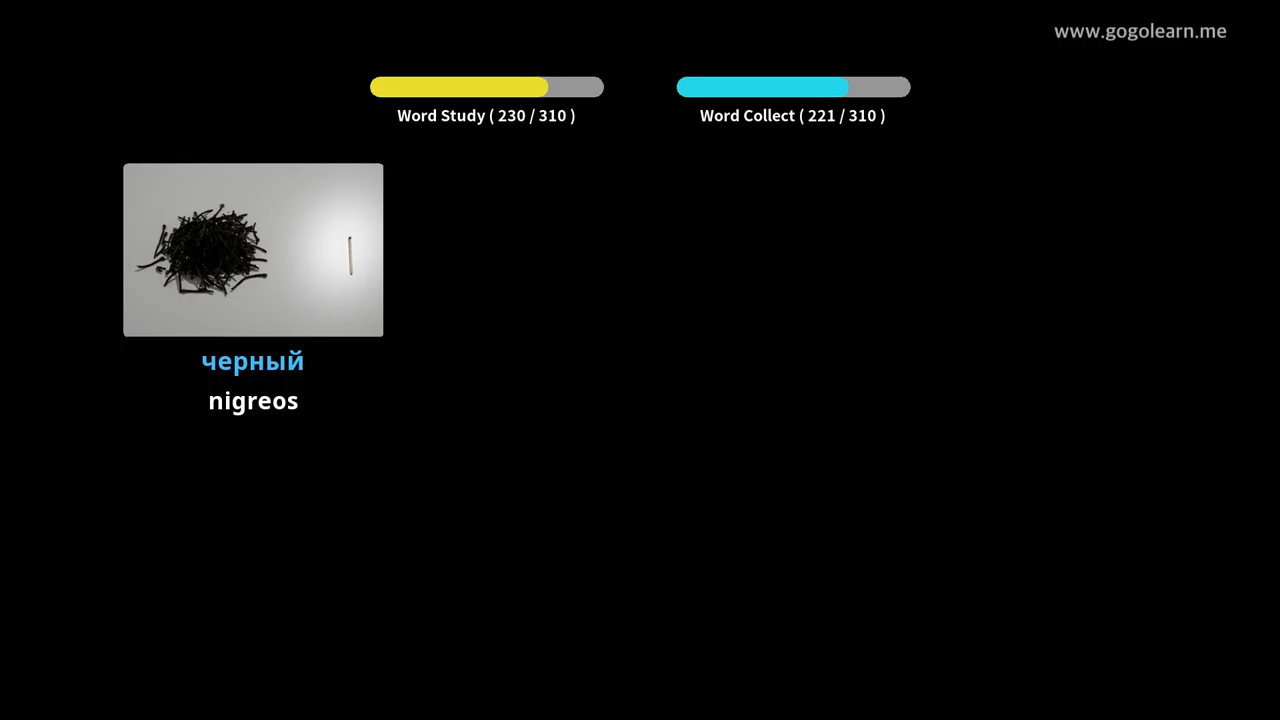 www.gogolearn.me
Word Study ( 230 / 310 )
Word Collect ( 221 / 310 )
черный
nigreos